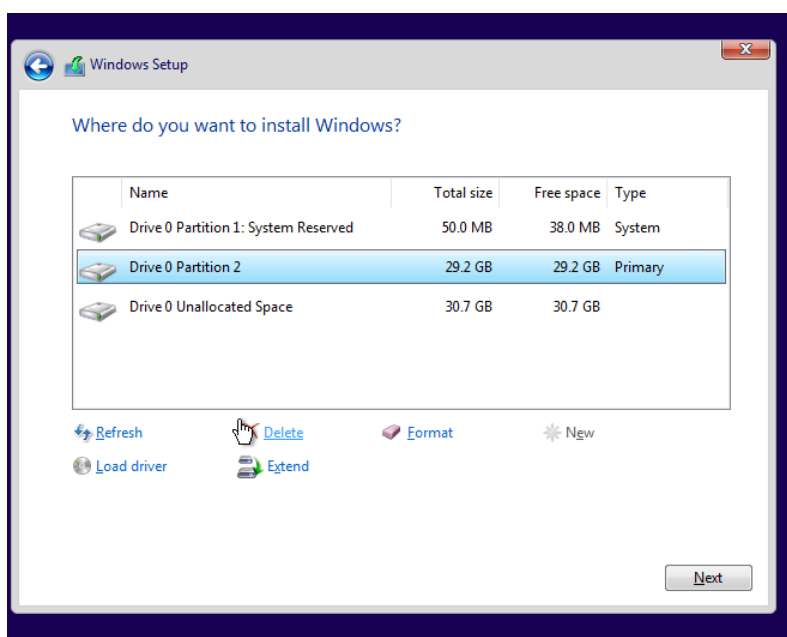 Windows Setup
Where do you want to install Windows?
Name Total size Free space Type
Drive 0 Partition 1: System Reserved 50.0 MB 38.0 MB System
Drive 0 Partition 2 29.2 GB 29.2 GB Primary
Drive 0 Unallocated Space 30.7 GB 30.7 GB
Refresh Delete Format New
Load driver Extend
Next